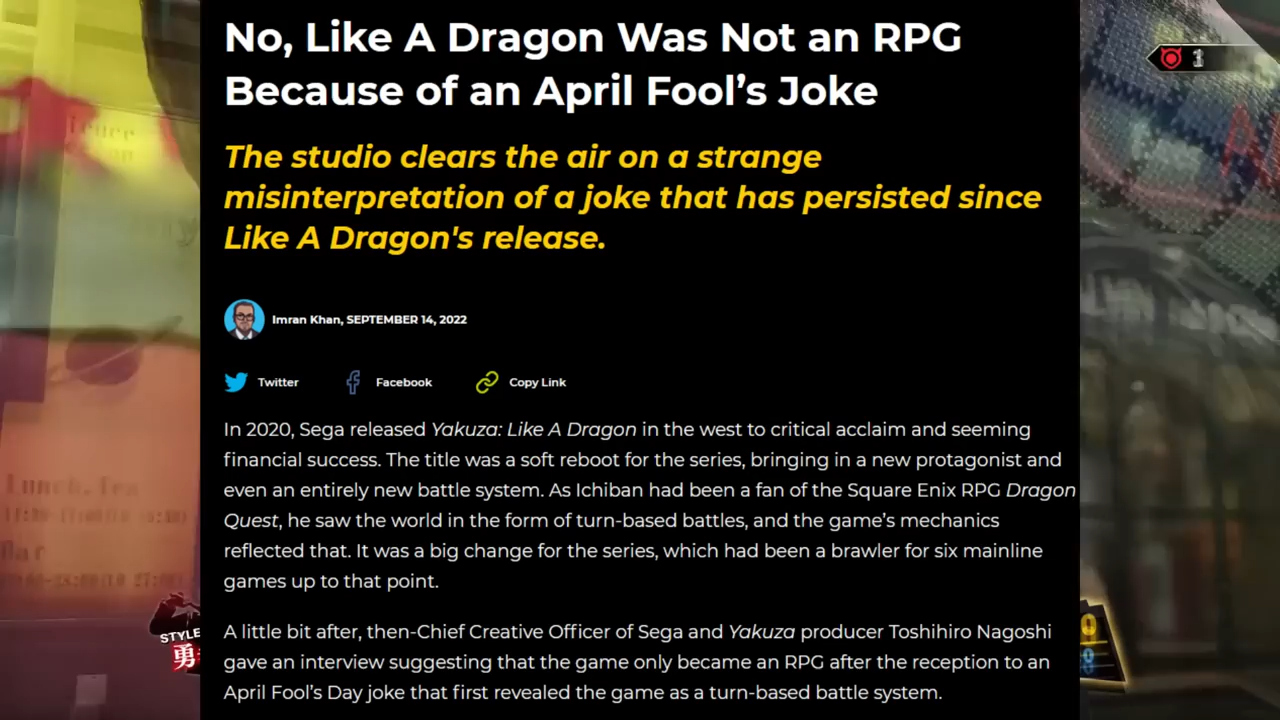 No, Like A Dragon Was Not an RPG
Because of an April Fool’s Joke
The studio clears the air on a strange
misinterpretation of a joke that has persisted since
Like A Dragon's release.
Imran Khan, SEPTEMBER 14, 2022
Twitter Facebook Copy Link
In 2020, Sega released Yakuza: Like A Dragon in the west to critical acclaim and seeming
financial success. The title was a soft reboot for the series, bringing in a new protagonist and
even an entirely new battle system. As Ichiban had been a fan of the Square Enix RPG Dragon
Quest, he saw the world in the form of turn-based battles, and the game’s mechanics
reflected that. It was a big change for the series, which had been a brawler for six mainline
games up to that point.
A little bit after, then-Chief Creative Officer of Sega and Yakuza producer Toshihiro Nagoshi
gave an interview suggesting that the game only became an RPG after the reception to an
April Fool’s Day joke that first revealed the game as a turn-based battle system.
1
STYLE
勇